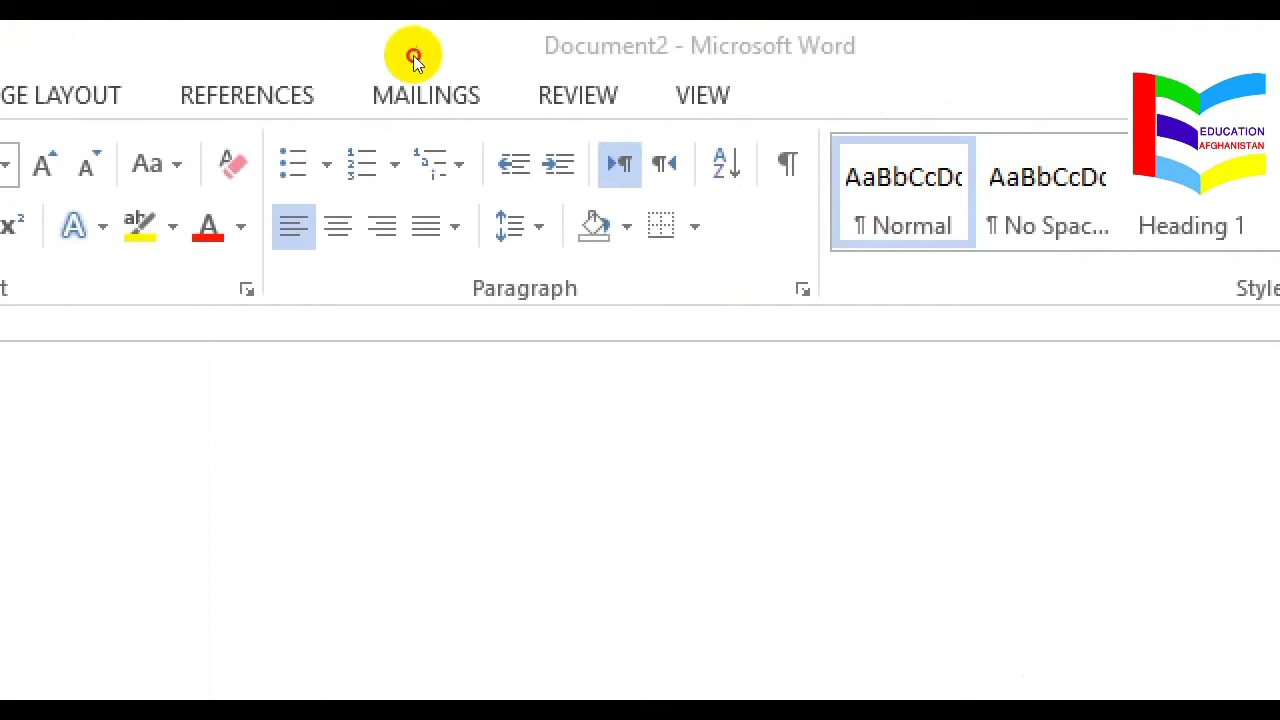 Document2 - Microsoft Word
GE LAYOUT REFERENCES MAILINGS REVIEW VIEW
EDUCATION
AFGHANISTAN
AaBbCcDc AaBbCcDc
¶ Normal ¶ No Spac... Heading 1
t Paragraph Style